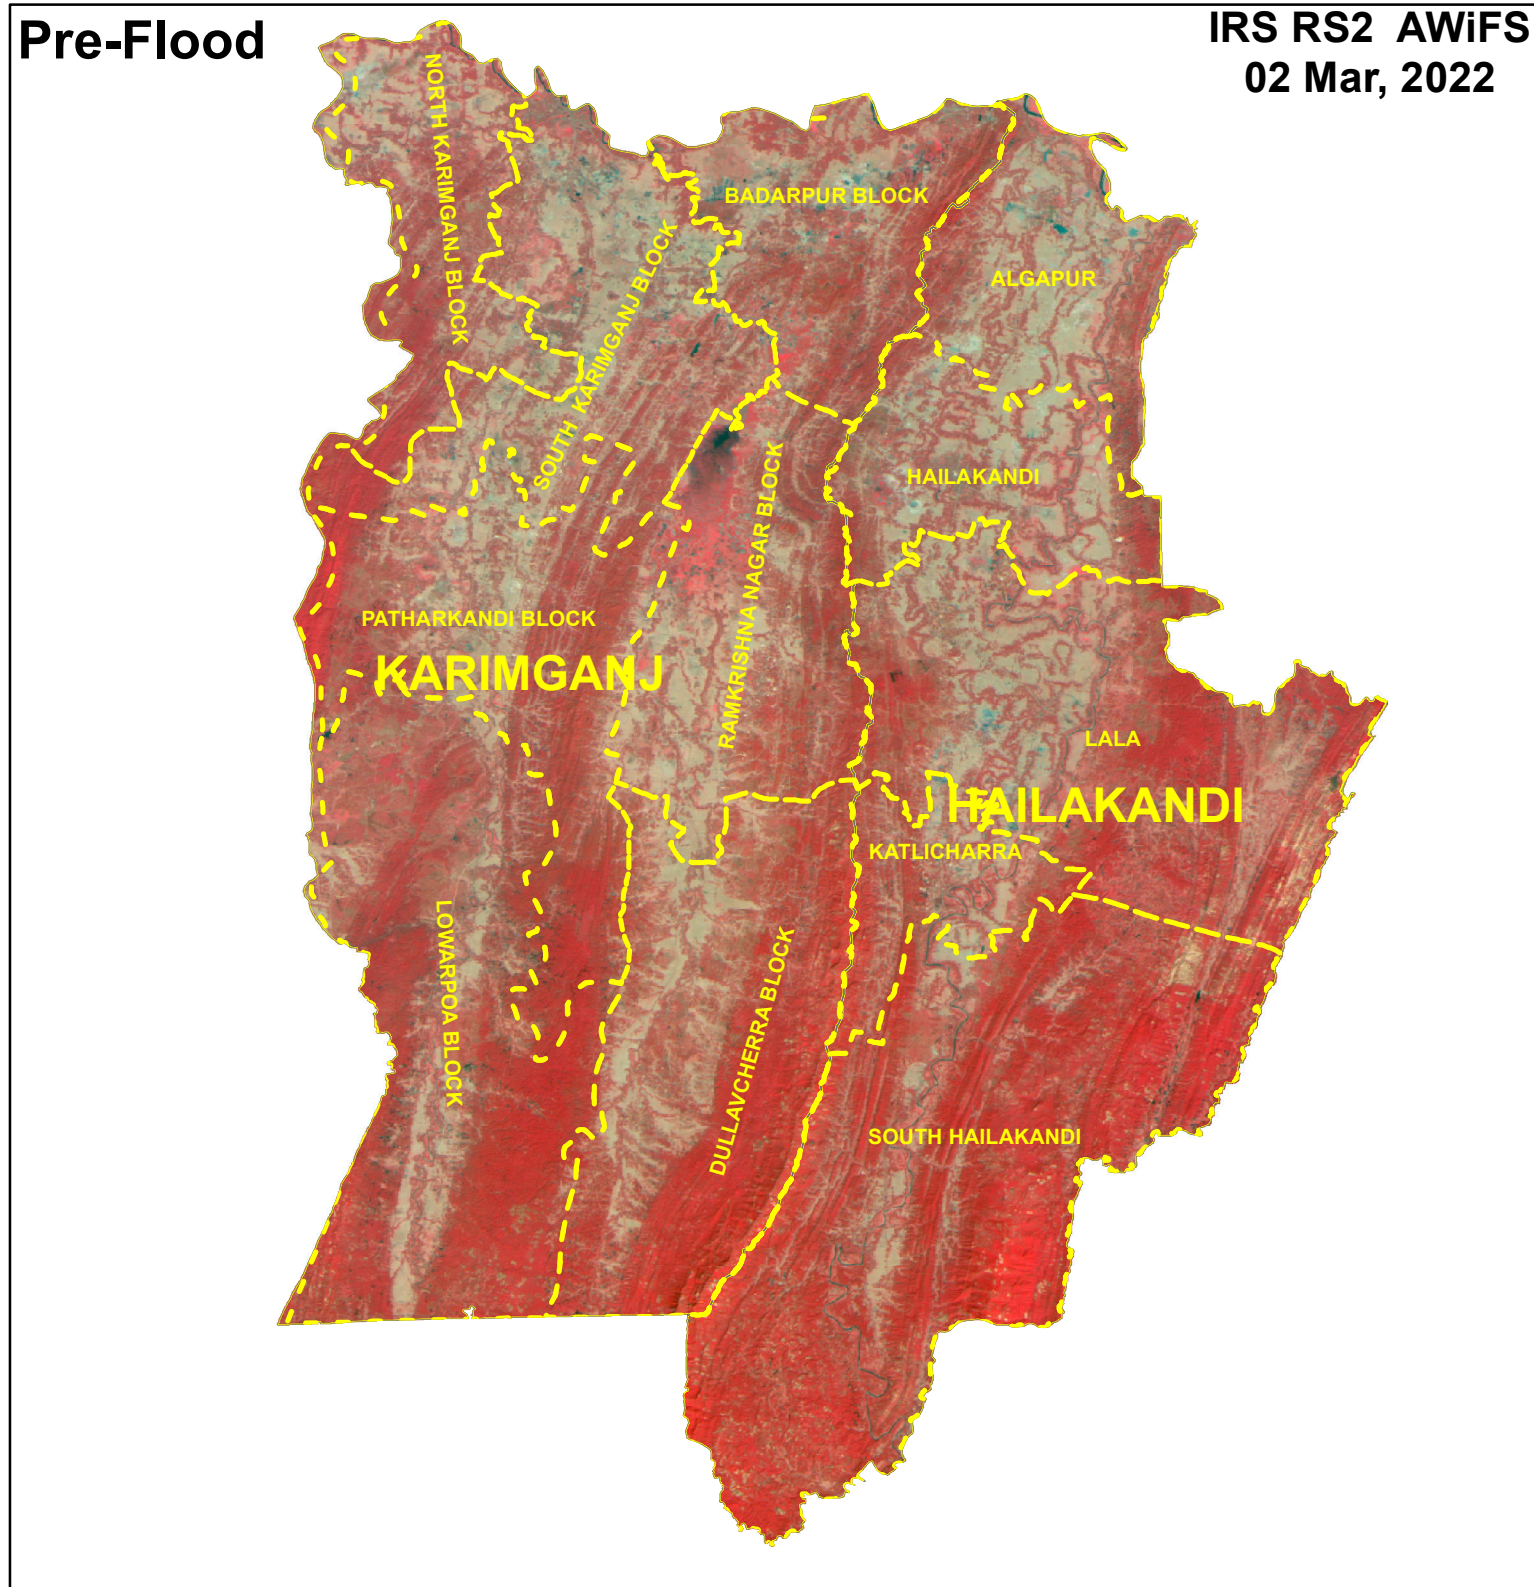 Pre-Flood
IRS RS2 AWiFS
02 Mar, 2022
NORTH KARIMGANJ BLOCK
BADARPUR BLOCK
SOUTH KARIMGANJ BLOCK
ALGAPUR
HAILAKANDI
RAMKRISHNA NAGAR BLOCK
PATHARKANDI BLOCK
KARIMGANJ
LALA
HAILAKANDI
KATLICHARRA
LOWARPOA BLOCK
DULLAVCHERRA BLOCK
SOUTH HAILAKANDI